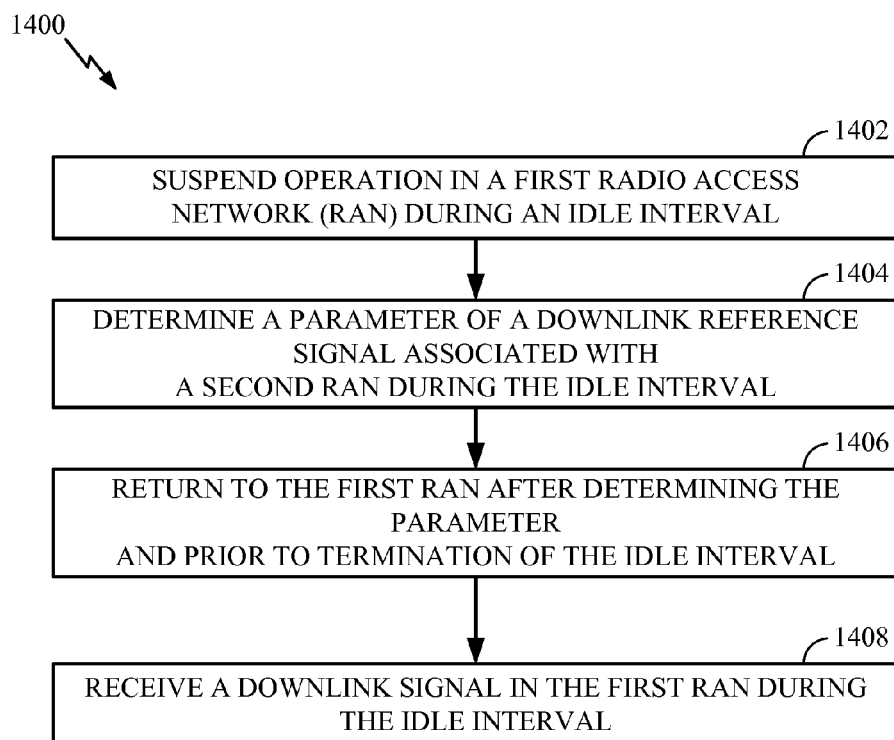 1400
1402
SUSPEND OPERATION IN A FIRST RADIO ACCESS
NETWORK (RAN) DURING AN IDLE INTERVAL
1404
DETERMINE A PARAMETER OF A DOWNLINK REFERENCE
SIGNAL ASSOCIATED WITH
A SECOND RAN DURING THE IDLE INTERVAL
1406
RETURN TO THE FIRST RAN AFTER DETERMINING THE
PARAMETER
AND PRIOR TO TERMINATION OF THE IDLE INTERVAL
1408
RECEIVE A DOWNLINK SIGNAL IN THE FIRST RAN DURING
THE IDLE INTERVAL